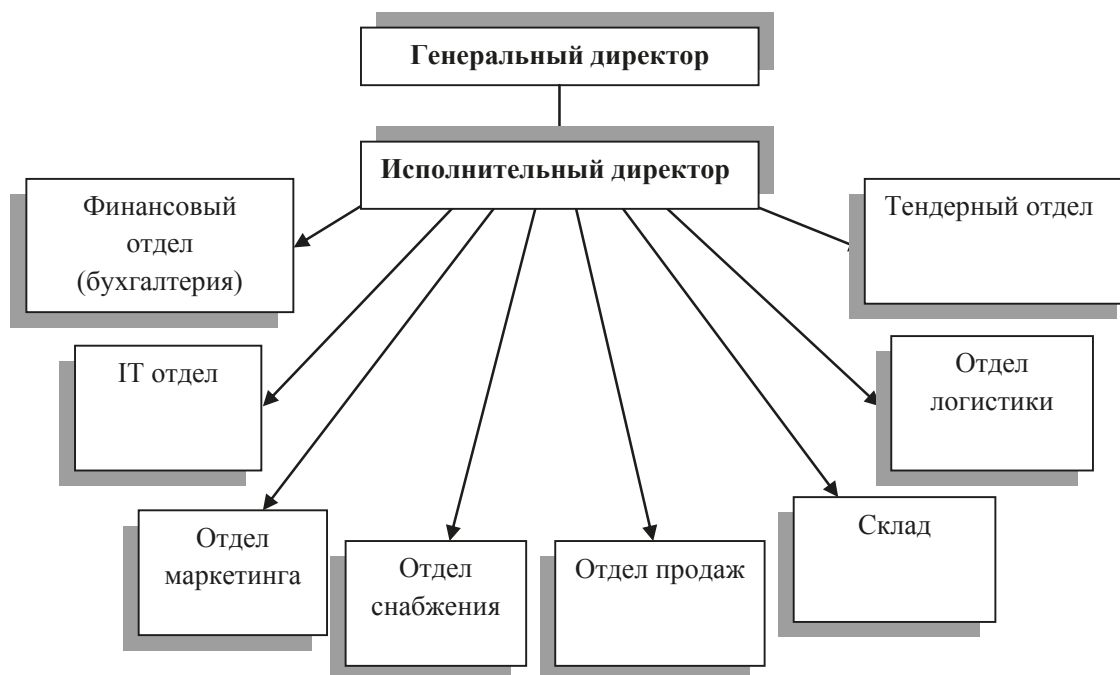 Генеральный директор
Исполнительный директор
Финансовый
отдел
(бухгалтерия)
Тендерный отдел
IT отдел
Отдел
логистики
Отдел
маркетинга
Отдел
снабжения
Отдел продаж
Склад